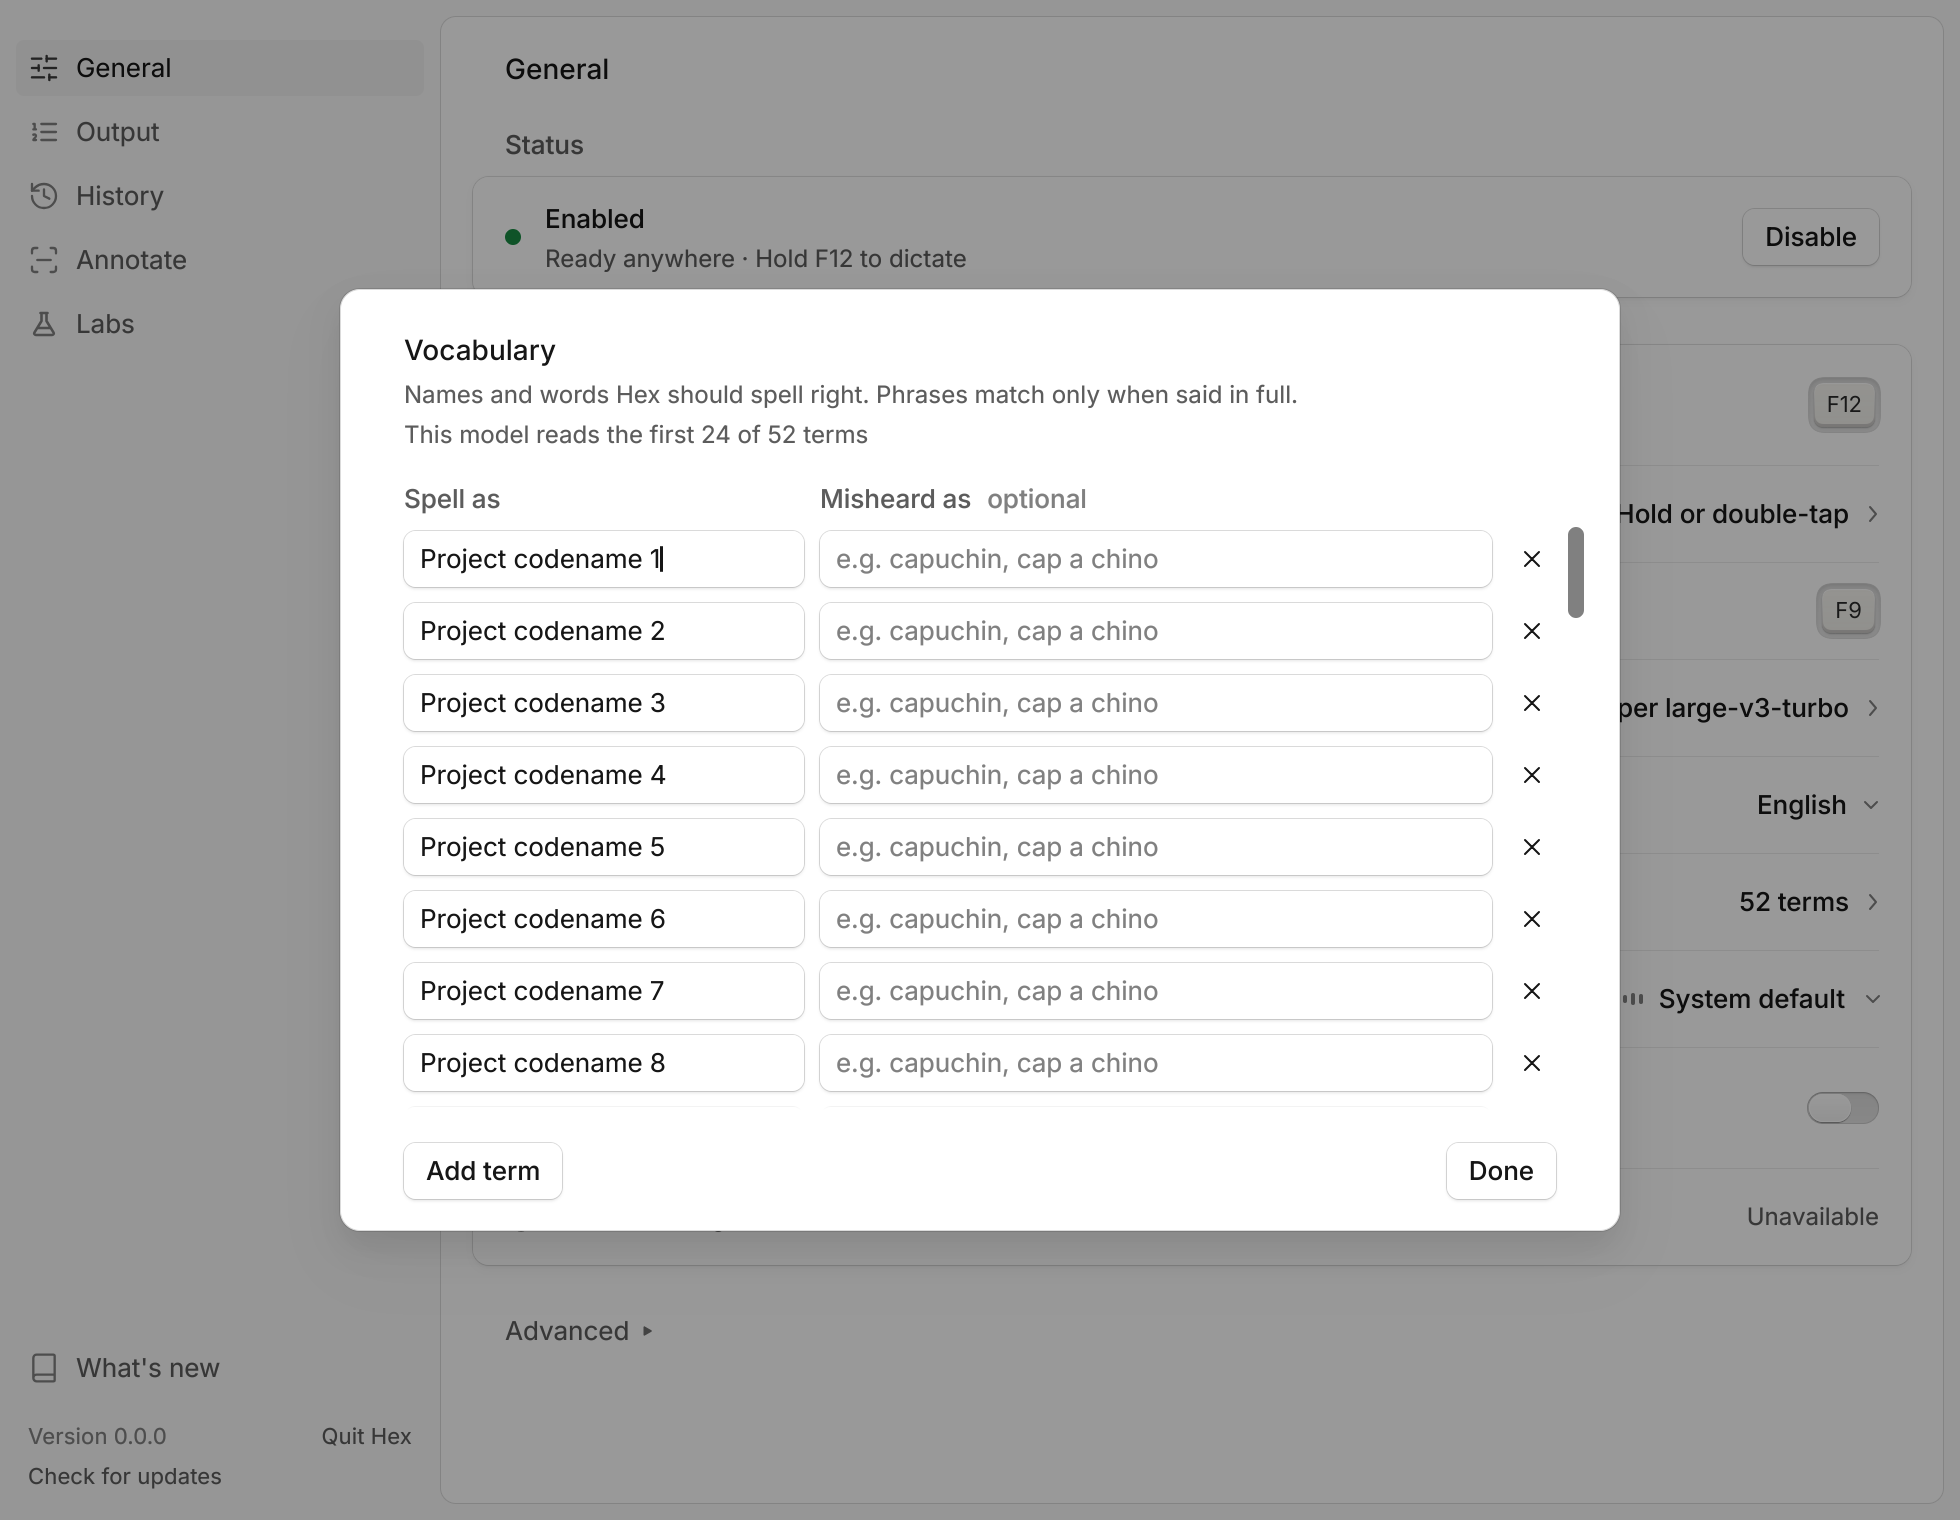 General
Output
History
Annotate
Labs
What's new
Version 0.0.0
Quit Hex
Check for updates
General
Status
Enabled
Ready anywhere · Hold F12 to dictate
Disable
F12
Hold or double-tap
F9
large-v3-turbo
English
52 terms
System default
Unavailable
Advanced
Vocabulary
Names and words Hex should spell right. Phrases match only when said in full.
This model reads the first 24 of 52 terms
Spell as
Misheard as optional
Project codename 1
e.g. capuchin, cap a chino
Project codename 2
e.g. capuchin, cap a chino
Project codename 3
e.g. capuchin, cap a chino
Project codename 4
e.g. capuchin, cap a chino
Project codename 5
e.g. capuchin, cap a chino
Project codename 6
e.g. capuchin, cap a chino
Project codename 7
e.g. capuchin, cap a chino
Project codename 8
e.g. capuchin, cap a chino
Add term
Done